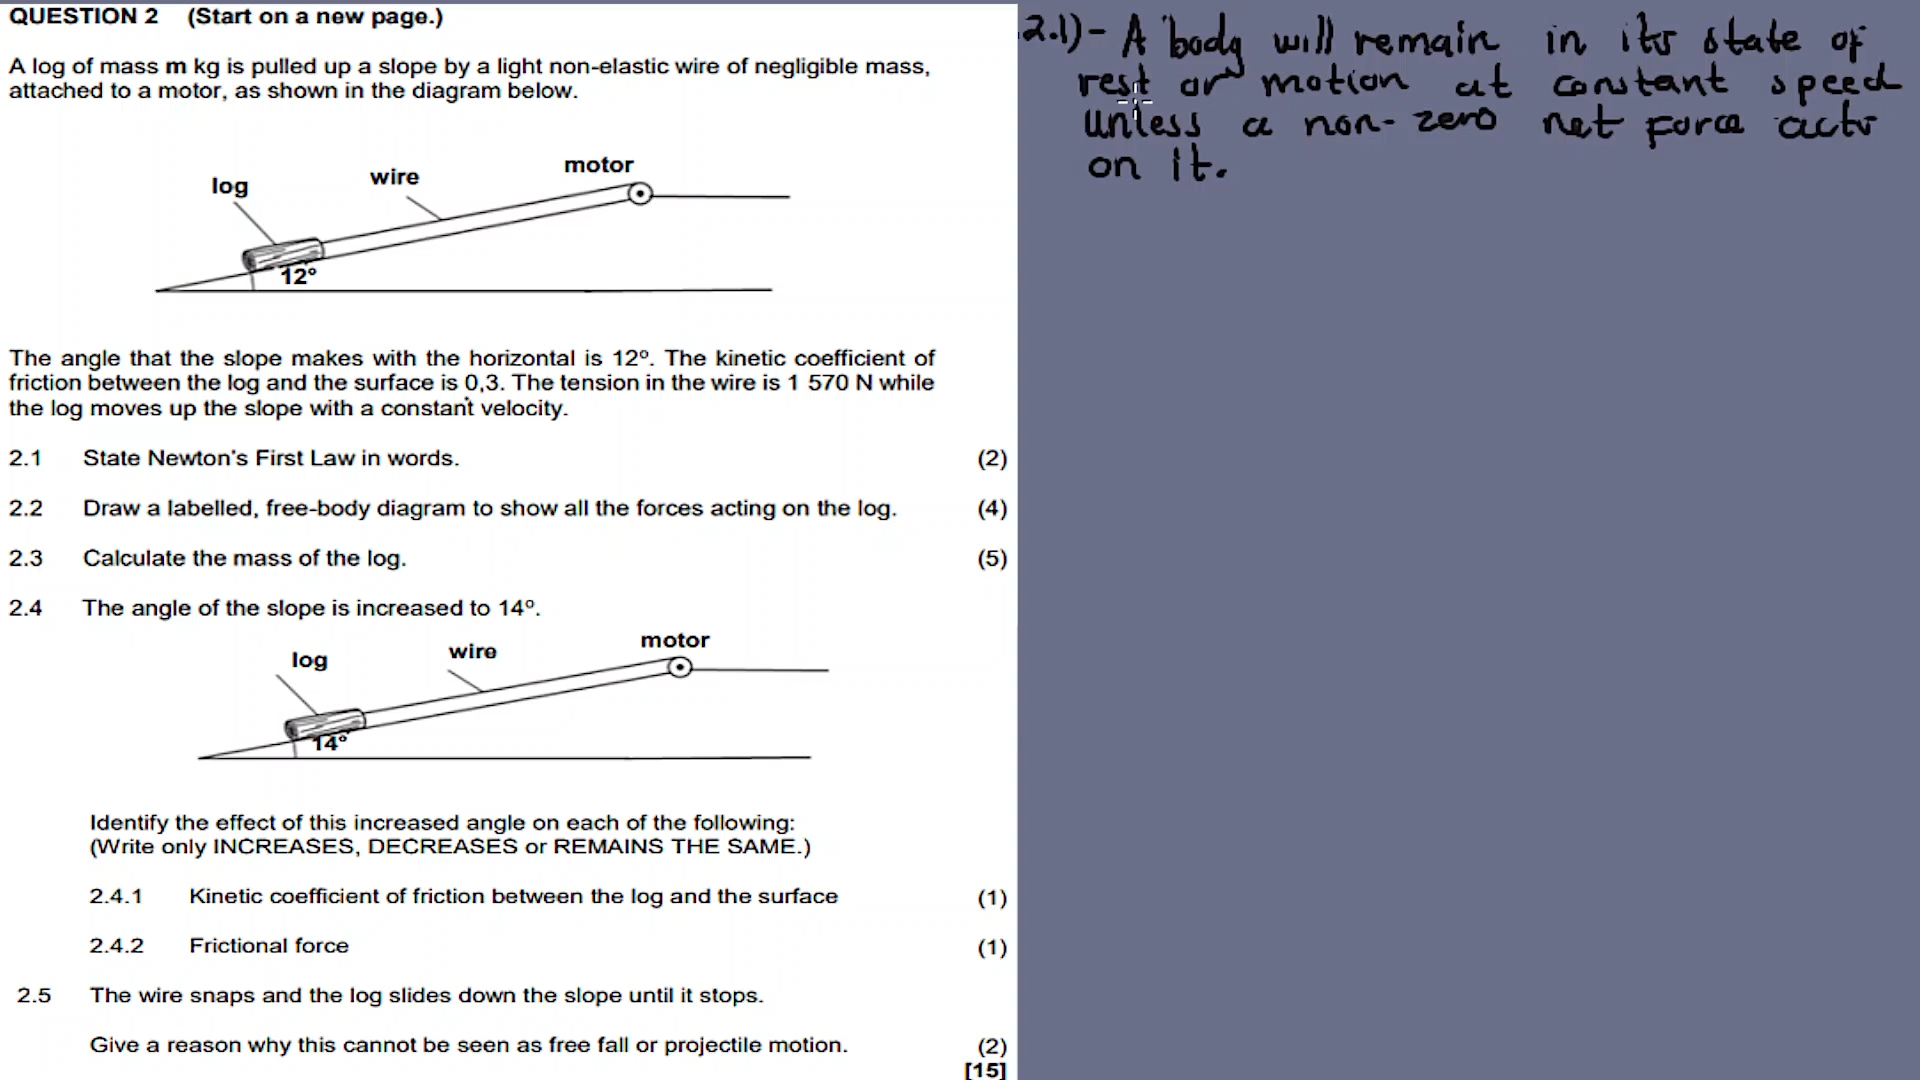 QUESTION 2 (Start on a new page.)
A log of mass m kg is pulled up a slope by a light non-elastic wire of negligible mass,
attached to a motor, as shown in the diagram below.
motor
wire
log
12º
The angle that the slope makes with the horizontal is 12º. The kinetic coefficient of
friction between the log and the surface is 0,3. The tension in the wire is 1 570 N while
the log moves up the slope with a constant velocity.
2.1 State Newton's First Law in words. (2)
2.2 Draw a labelled, free-body diagram to show all the forces acting on the log. (4)
2.3 Calculate the mass of the log. (5)
2.4 The angle of the slope is increased to 14º.
motor
wire
log
14º
Identify the effect of this increased angle on each of the following:
(Write only INCREASES, DECREASES or REMAINS THE SAME.)
2.4.1 Kinetic coefficient of friction between the log and the surface (1)
2.4.2 Frictional force (1)
2.5 The wire snaps and the log slides down the slope until it stops.
Give a reason why this cannot be seen as free fall or projectile motion. (2)
[15]
2.1) - A body will remain in its state of
rest or motion at constant speed
unless a non-zero net force acts
on it.